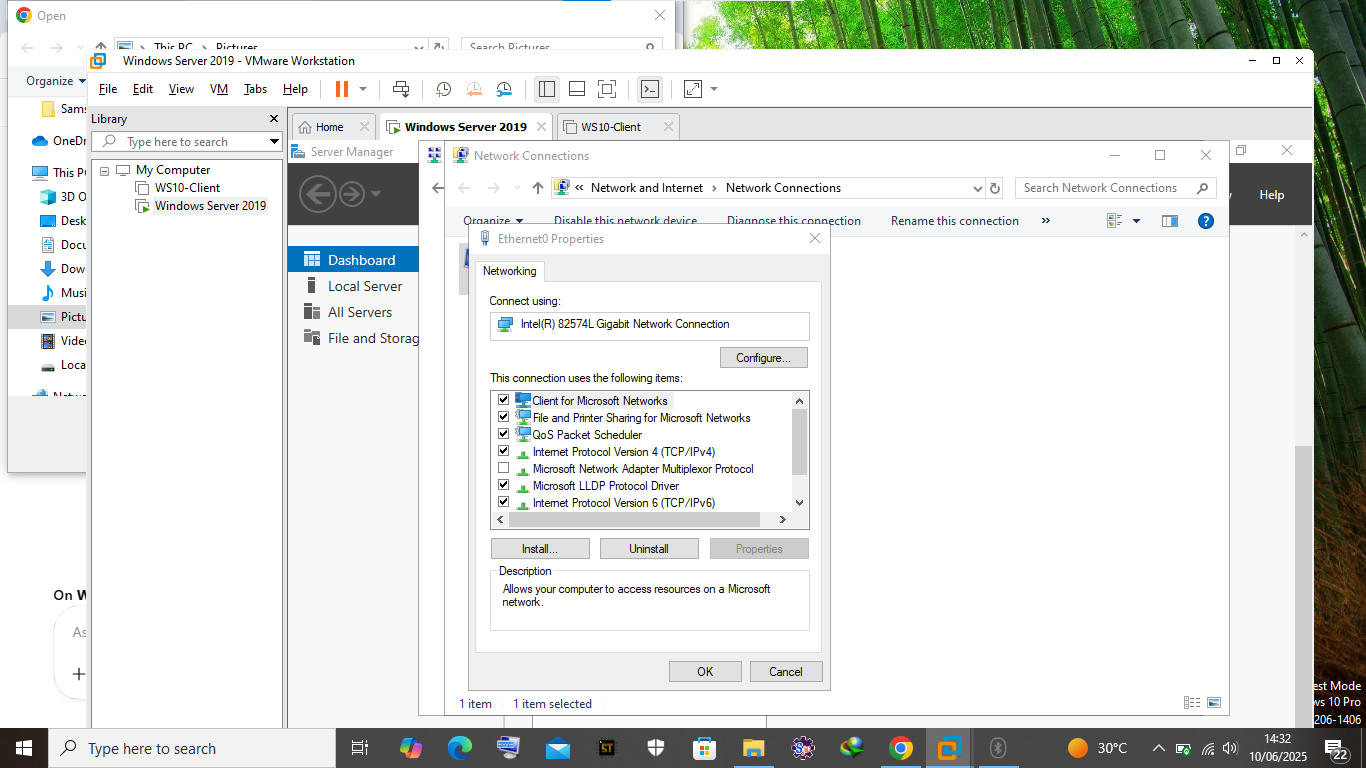 Open
This PC
Pictures
Search Pictures
Organize
Sams
OneDr
This P
3D O
Desk
Docu
Dow
Musi
Pictu
Video
Loca
On W
As
Windows Server 2019 - VMware Workstation
File Edit View VM Tabs Help
Library
Type here to search
My Computer
WS10-Client
Windows Server 2019
Home
Windows Server 2019
WS10-Client
Server Manager
Help
Dashboard
Local Server
All Servers
File and Storag
Network Connections
« Network and Internet › Network Connections
Search Network Connections
Organize
Disable this network device
Diagnose this connection
Rename this connection
»
Ethernet0 Properties
Networking
Connect using:
Intel(R) 82574L Gigabit Network Connection
Configure...
This connection uses the following items:
Client for Microsoft Networks
File and Printer Sharing for Microsoft Networks
QoS Packet Scheduler
Internet Protocol Version 4 (TCP/IPv4)
Microsoft Network Adapter Multiplexor Protocol
Microsoft LLDP Protocol Driver
Internet Protocol Version 6 (TCP/IPv6)
Install...
Uninstall
Properties
Description
Allows your computer to access resources on a Microsoft
network.
OK
Cancel
1 item
1 item selected
est Mode
ws 10 Pro
206-1406
Type here to search
ST
30°C
14:32
10/06/2025
22